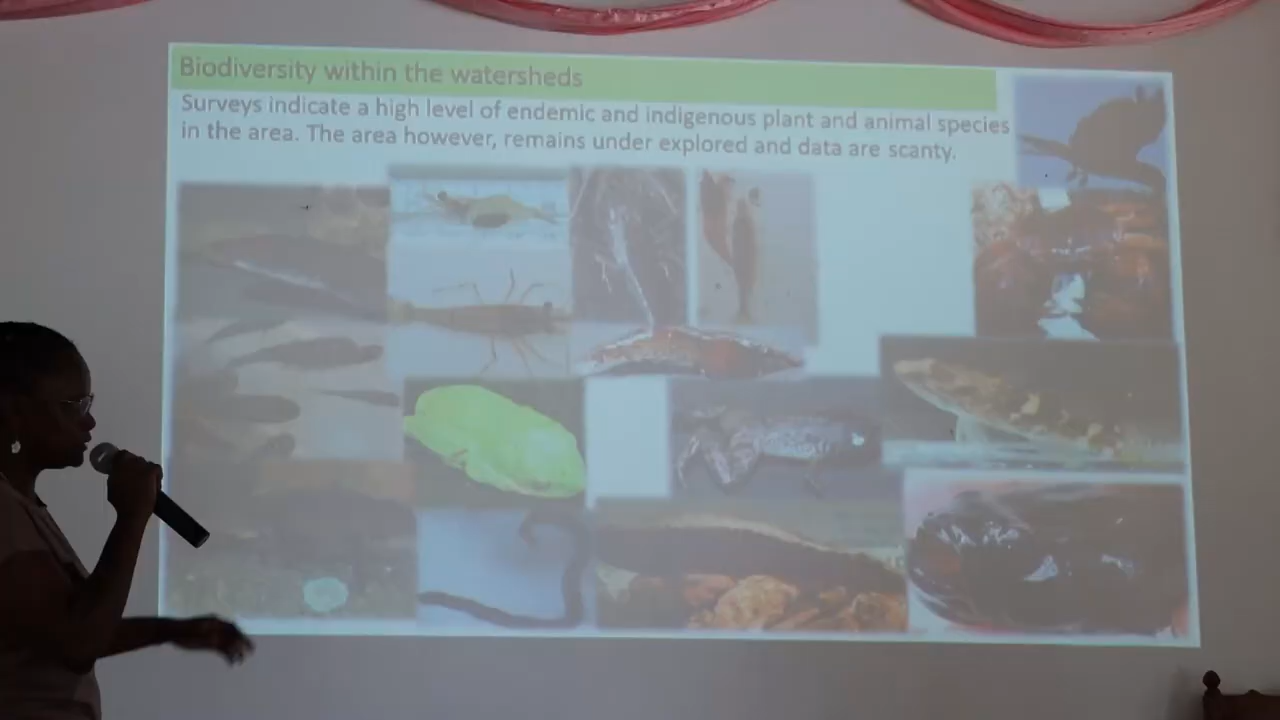 Biodiversity within the watersheds
Surveys indicate a high level of endemic and indigenous plant and animal species
in the area. The area however, remains under explored and data are scanty.